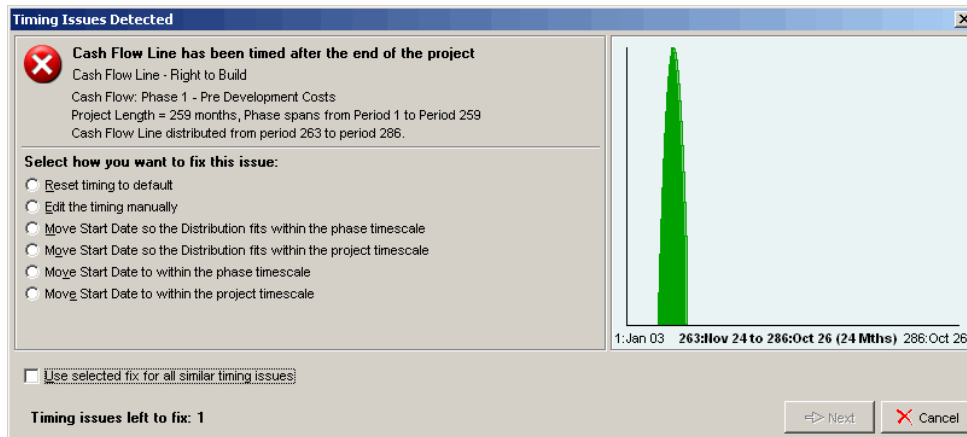 Timing Issues Detected
Cash Flow Line has been timed after the end of the project
Cash Flow Line - Right to Build
Cash Flow: Phase 1 - Pre Development Costs
Project Length = 259 months, Phase spans from Period 1 to Period 259
Cash Flow Line distributed from period 263 to period 286.
Select how you want to fix this issue:
Reset timing to default
Edit the timing manually
Move Start Date so the Distribution fits within the phase timescale
Move Start Date so the Distribution fits within the project timescale
Move Start Date to within the phase timescale
Move Start Date to within the project timescale
1:Jan 03 263:Nov 24 to 286:Oct 26 (24 Mths) 286:Oct 26
Use selected fix for all similar timing issues
Timing issues left to fix: 1
Next
Cancel